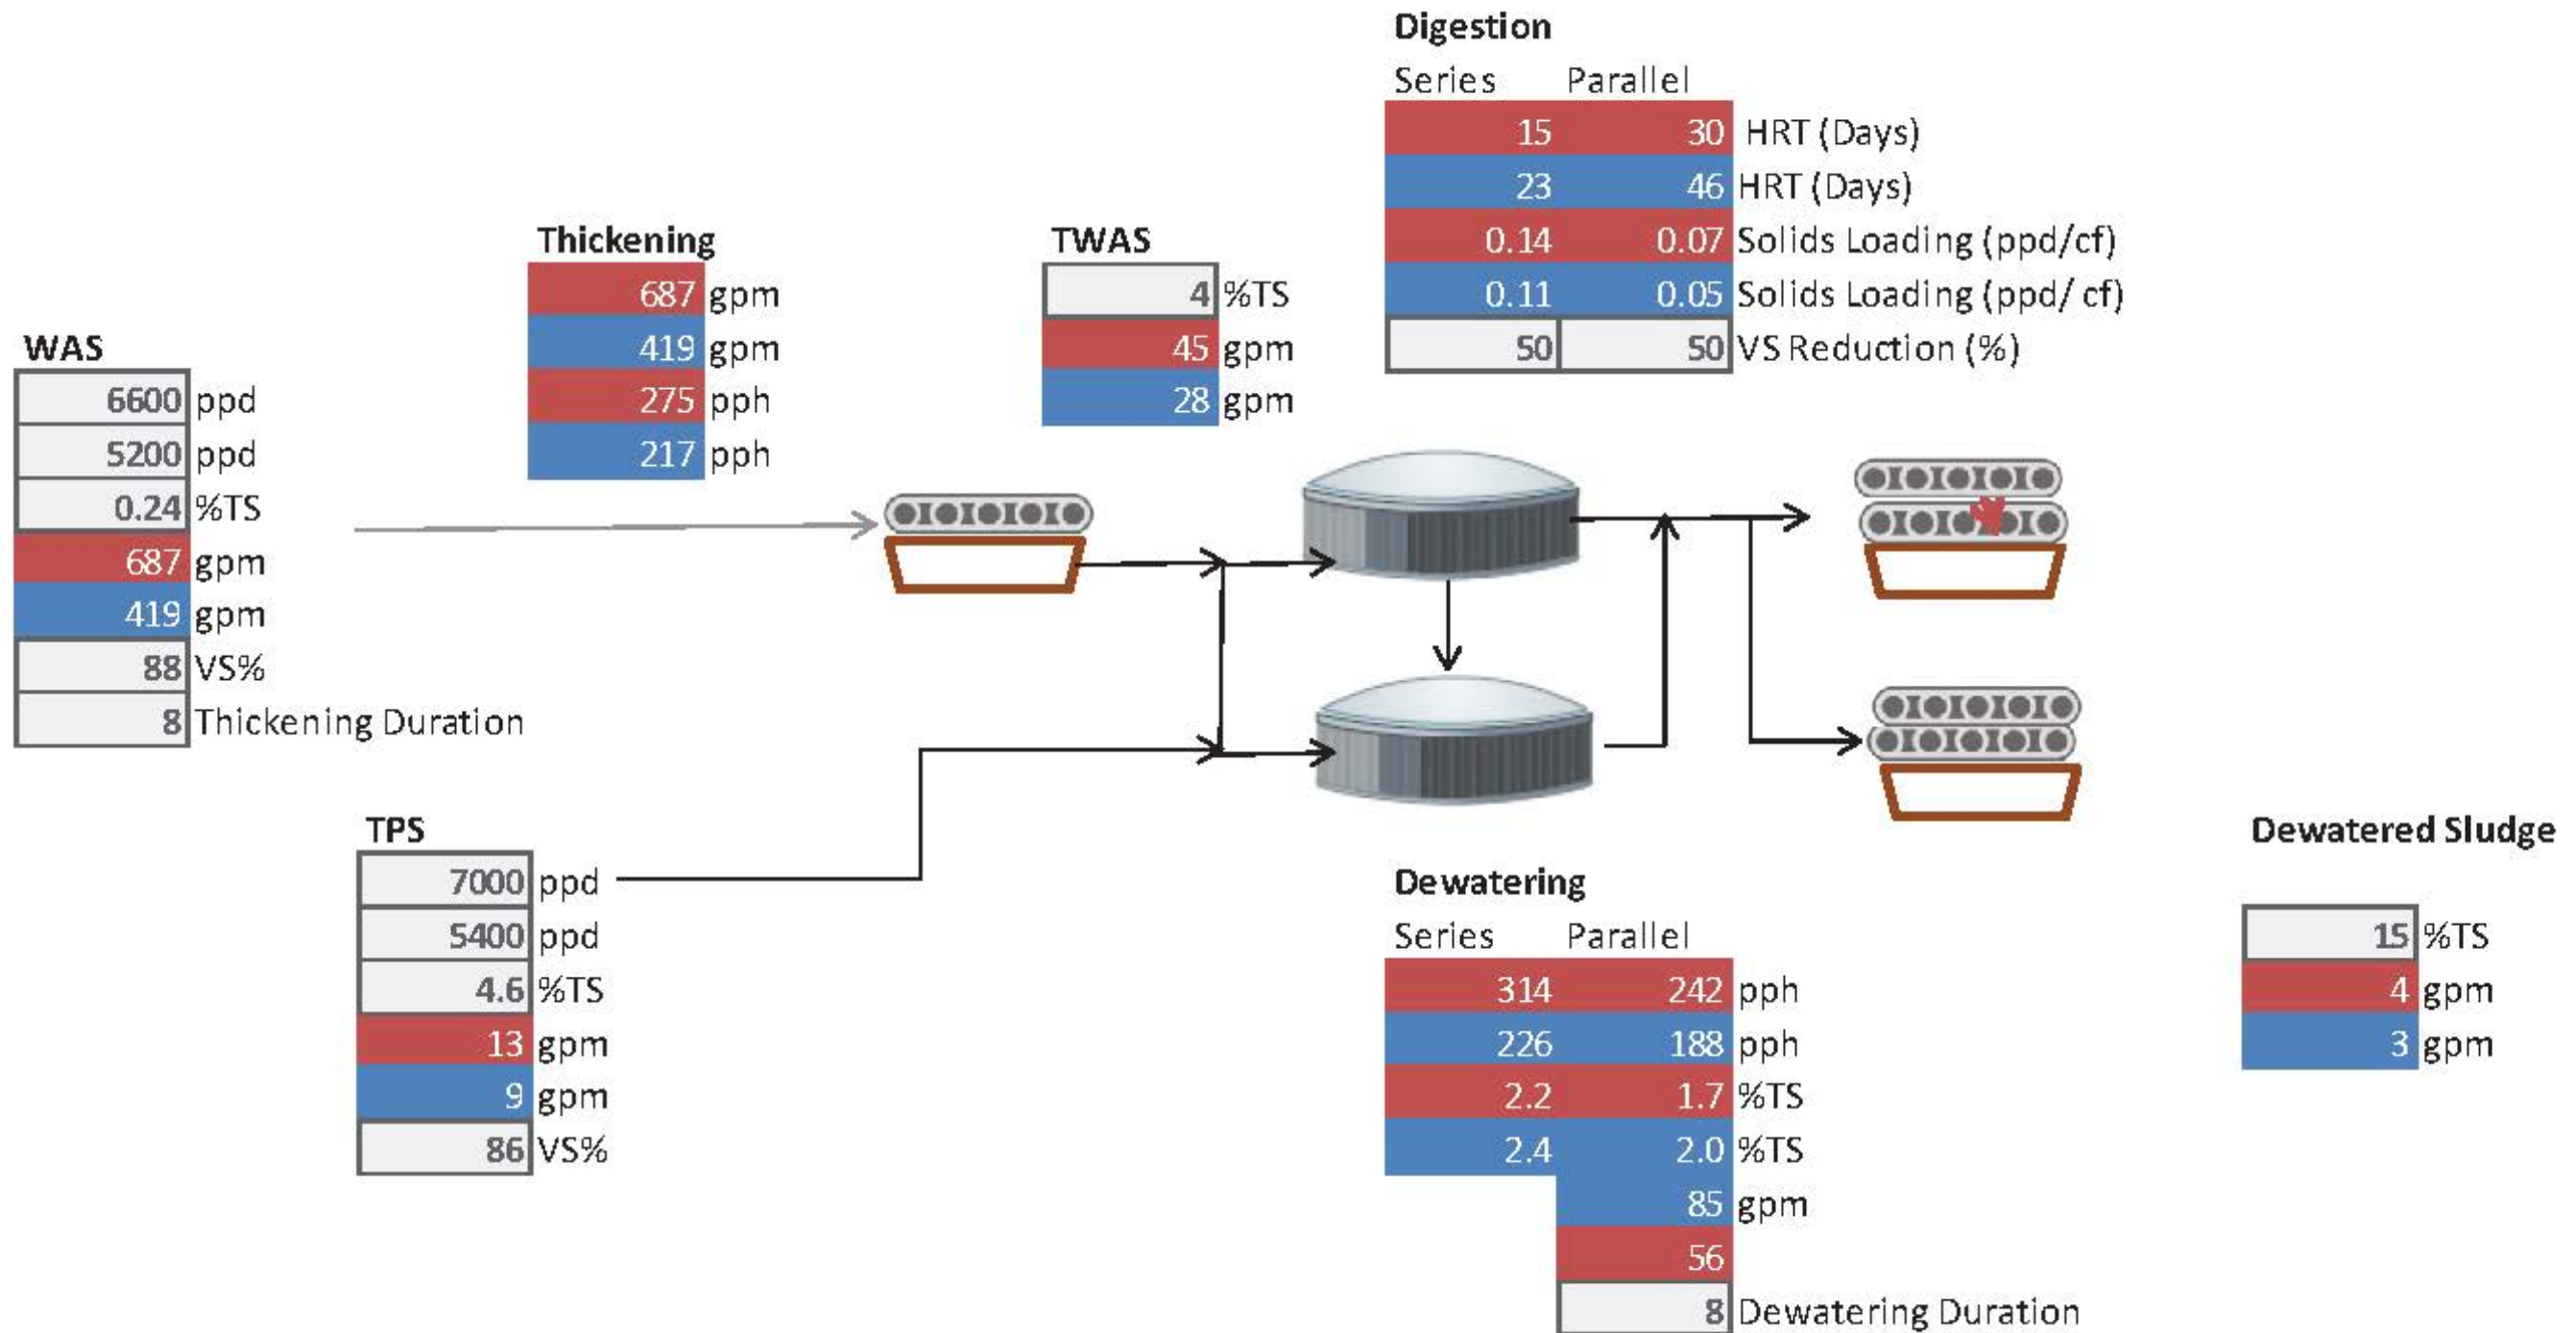 Digestion
Series Parallel
15 30 HRT (Days)
23 46 HRT (Days)
0.14 0.07 Solids Loading (ppd/cf)
0.11 0.05 Solids Loading (ppd/ cf)
50 50 VS Reduction (%)
Thickening
687 gpm
419 gpm
275 pph
217 pph
TWAS
4 %TS
45 gpm
28 gpm
WAS
6600 ppd
5200 ppd
0.24 %TS
687 gpm
419 gpm
88 VS%
8 Thickening Duration
TPS
7000 ppd
5400 ppd
4.6 %TS
13 gpm
9 gpm
86 VS%
Dewatering
Series Parallel
314 242 pph
226 188 pph
2.2 1.7 %TS
2.4 2.0 %TS
85 gpm
56
8 Dewatering Duration
Dewatered Sludge
15 %TS
4 gpm
3 gpm